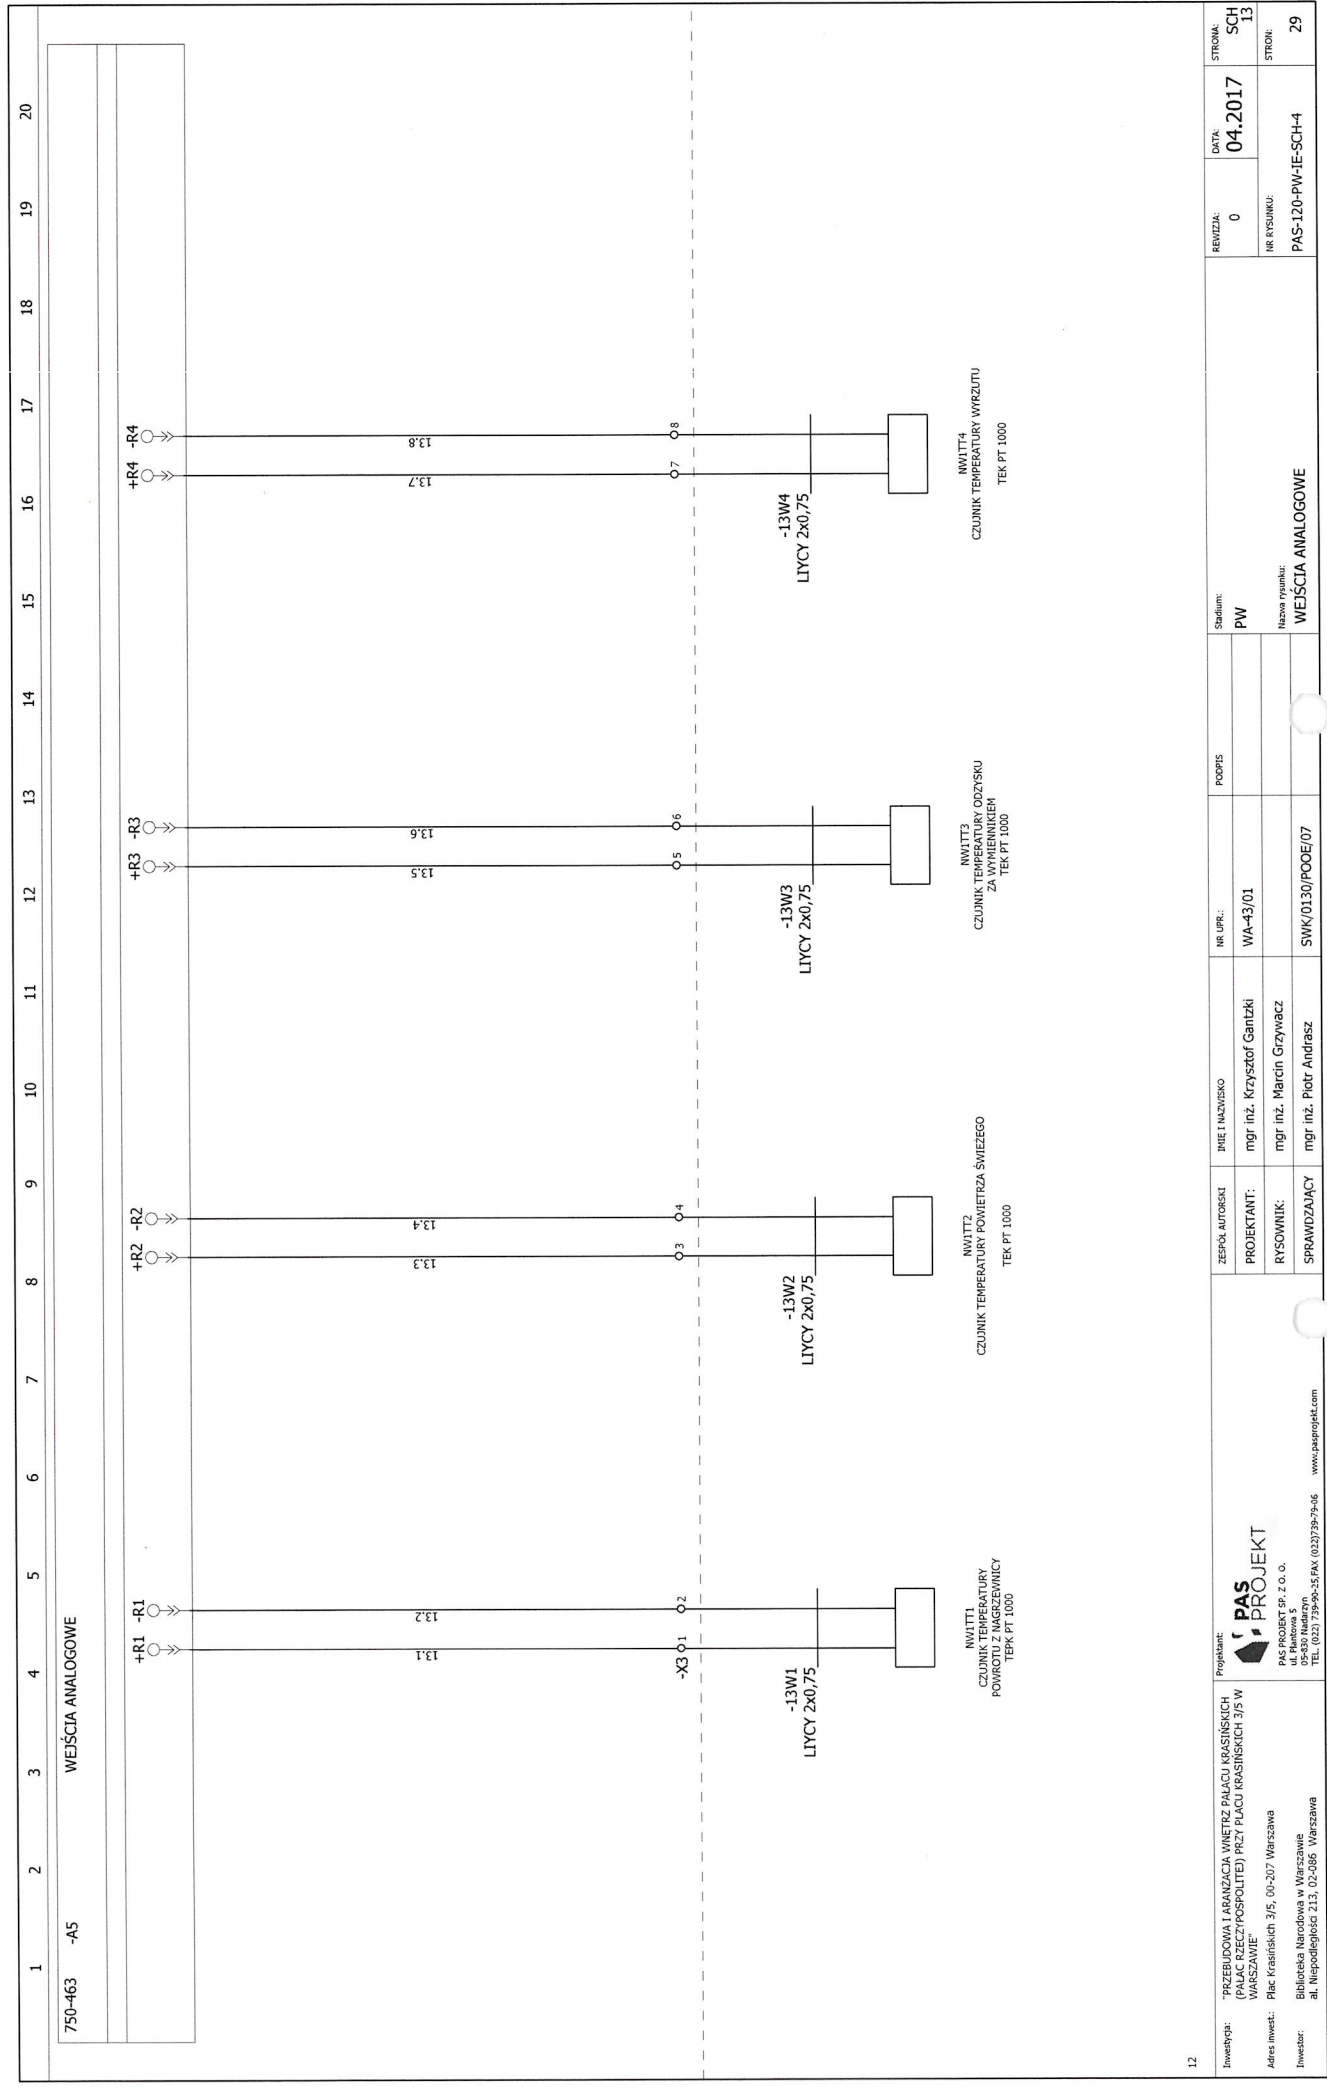 1 2 3 4 5 6 7 8 9 10 11 12 13 14 15 16 17 18 19 20
750-463 -A5 WEJŚCIA ANALOGOWE
+R1 -R1 +R2 -R2 +R3 -R3 +R4 -R4
13.1 13.2 13.3 13.4 13.5 13.6 13.7 13.8
-X3 1 2 3 4 5 6 7 8
-13W1
LIYCY 2x0,75
-13W2
LIYCY 2x0,75
-13W3
LIYCY 2x0,75
-13W4
LIYCY 2x0,75
NW1TT1
CZUJNIK TEMPERATURY
POWROTU Z NAGRZEWNICY
TEPK PT 1000
NW1TT2
CZUJNIK TEMPERATURY POWIETRZA ŚWIEŻEGO
TEK PT 1000
NW1TT3
CZUJNIK TEMPERATURY ODZYSKU
ZA WYMIENNIKIEM
TEK PT 1000
NW1TT4
CZUJNIK TEMPERATURY WYRZUTU
TEK PT 1000
12
Inwestycja: "PRZEBUDOWA I ARANŻACJA WNĘTRZ PAŁACU KRASIŃSKICH
(PAŁAC RZECZYPOSPOLITEJ) PRZY PLACU KRASIŃSKICH 3/5 W
WARSZAWIE"
Adres inwest.: Plac Krasińskich 3/5, 00-207 Warszawa
Inwestor: Biblioteka Narodowa w Warszawie
al. Niepodległości 213, 02-086 Warszawa
Projektant:
PAS
PROJEKT
PAS PROJEKT SP. Z O. O.
ul. Plantowa 5
05-830 Nadarzyn
TEL. (022) 739-90-25,FAX (022)739-79-06 www.pasprojekt.com
ZESPÓŁ AUTORSKI IMIĘ I NAZWISKO NR UPR.: PODPIS
PROJEKTANT: mgr inż. Krzysztof Gantzki WA-43/01
RYSOWNIK: mgr inż. Marcin Grzywacz
SPRAWDZAJĄCY mgr inż. Piotr Andrasz SWK/0130/POOE/07
Stadium:
PW
Nazwa rysunku:
WEJŚCIA ANALOGOWE
REWIZJA:
0
DATA:
04.2017
STRONA:
SCH
13
NR RYSUNKU:
PAS-120-PW-IE-SCH-4
STRON:
29